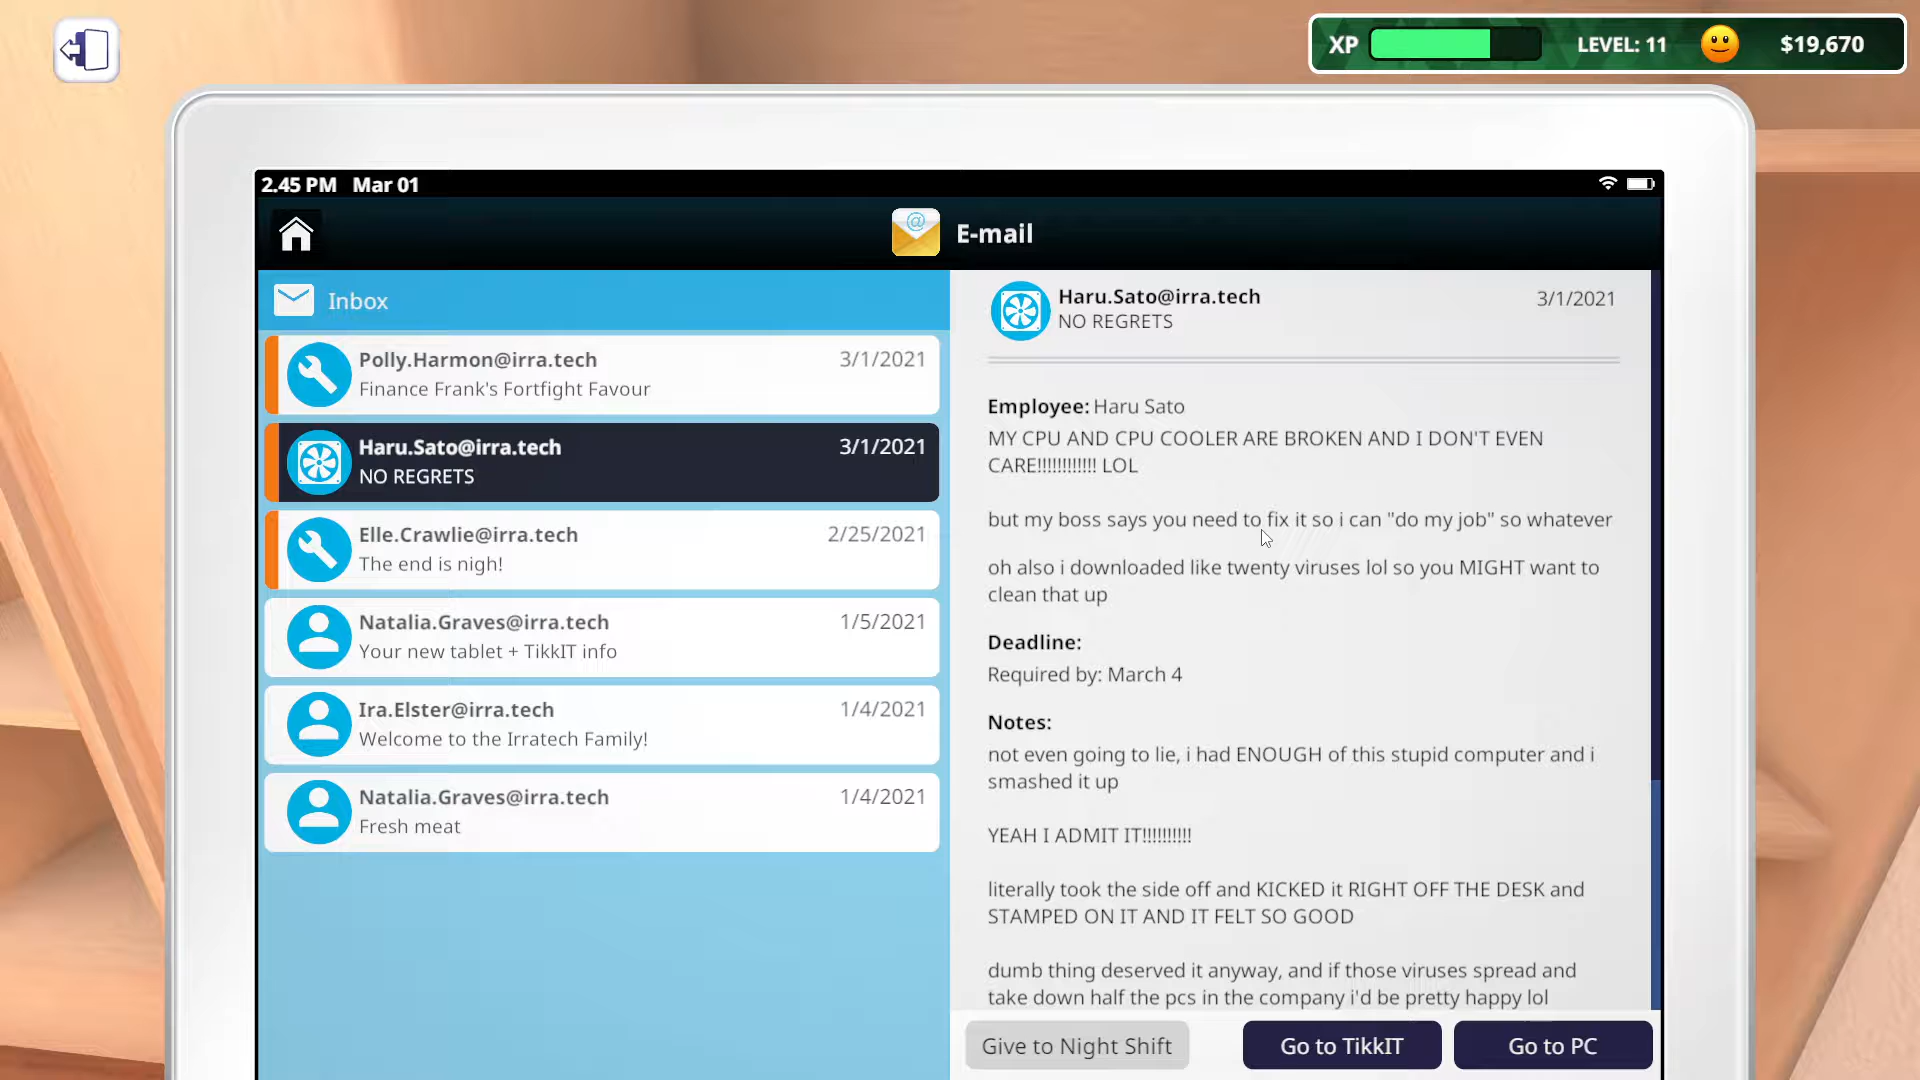 XP LEVEL: 11 $19,670
2.45 PM Mar 01
E-mail
Inbox
Polly.Harmon@irra.tech 3/1/2021
Finance Frank's Fortfight Favour
Haru.Sato@irra.tech 3/1/2021
NO REGRETS
Elle.Crawlie@irra.tech 2/25/2021
The end is nigh!
Natalia.Graves@irra.tech 1/5/2021
Your new tablet + TikkIT info
Ira.Elster@irra.tech 1/4/2021
Welcome to the Irratech Family!
Natalia.Graves@irra.tech 1/4/2021
Fresh meat
Haru.Sato@irra.tech 3/1/2021
NO REGRETS
Employee: Haru Sato
MY CPU AND CPU COOLER ARE BROKEN AND I DON'T EVEN
CARE!!!!!!!!!!!! LOL
but my boss says you need to fix it so i can "do my job" so whatever
oh also i downloaded like twenty viruses lol so you MIGHT want to
clean that up
Deadline:
Required by: March 4
Notes:
not even going to lie, i had ENOUGH of this stupid computer and i
smashed it up
YEAH I ADMIT IT!!!!!!!!!!
literally took the side off and KICKED it RIGHT OFF THE DESK and
STAMPED ON IT AND IT FELT SO GOOD
dumb thing deserved it anyway, and if those viruses spread and
take down half the pcs in the company i'd be pretty happy lol
Give to Night Shift Go to TikkIT Go to PC